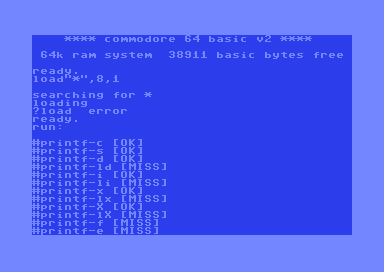 **** commodore 64 basic v2 ****
64k ram system  38911 basic bytes free
ready.
load"*",8,1
searching for *
loading
?load  error
ready.
run:
#printf-c [OK]
#printf-s [OK]
#printf-d [OK]
#printf-ld [MISS]
#printf-i [OK]
#printf-li [MISS]
#printf-x [OK]
#printf-lx [MISS]
#printf-X [OK]
#printf-lX [MISS]
#printf-f [MISS]
#printf-e [MISS]